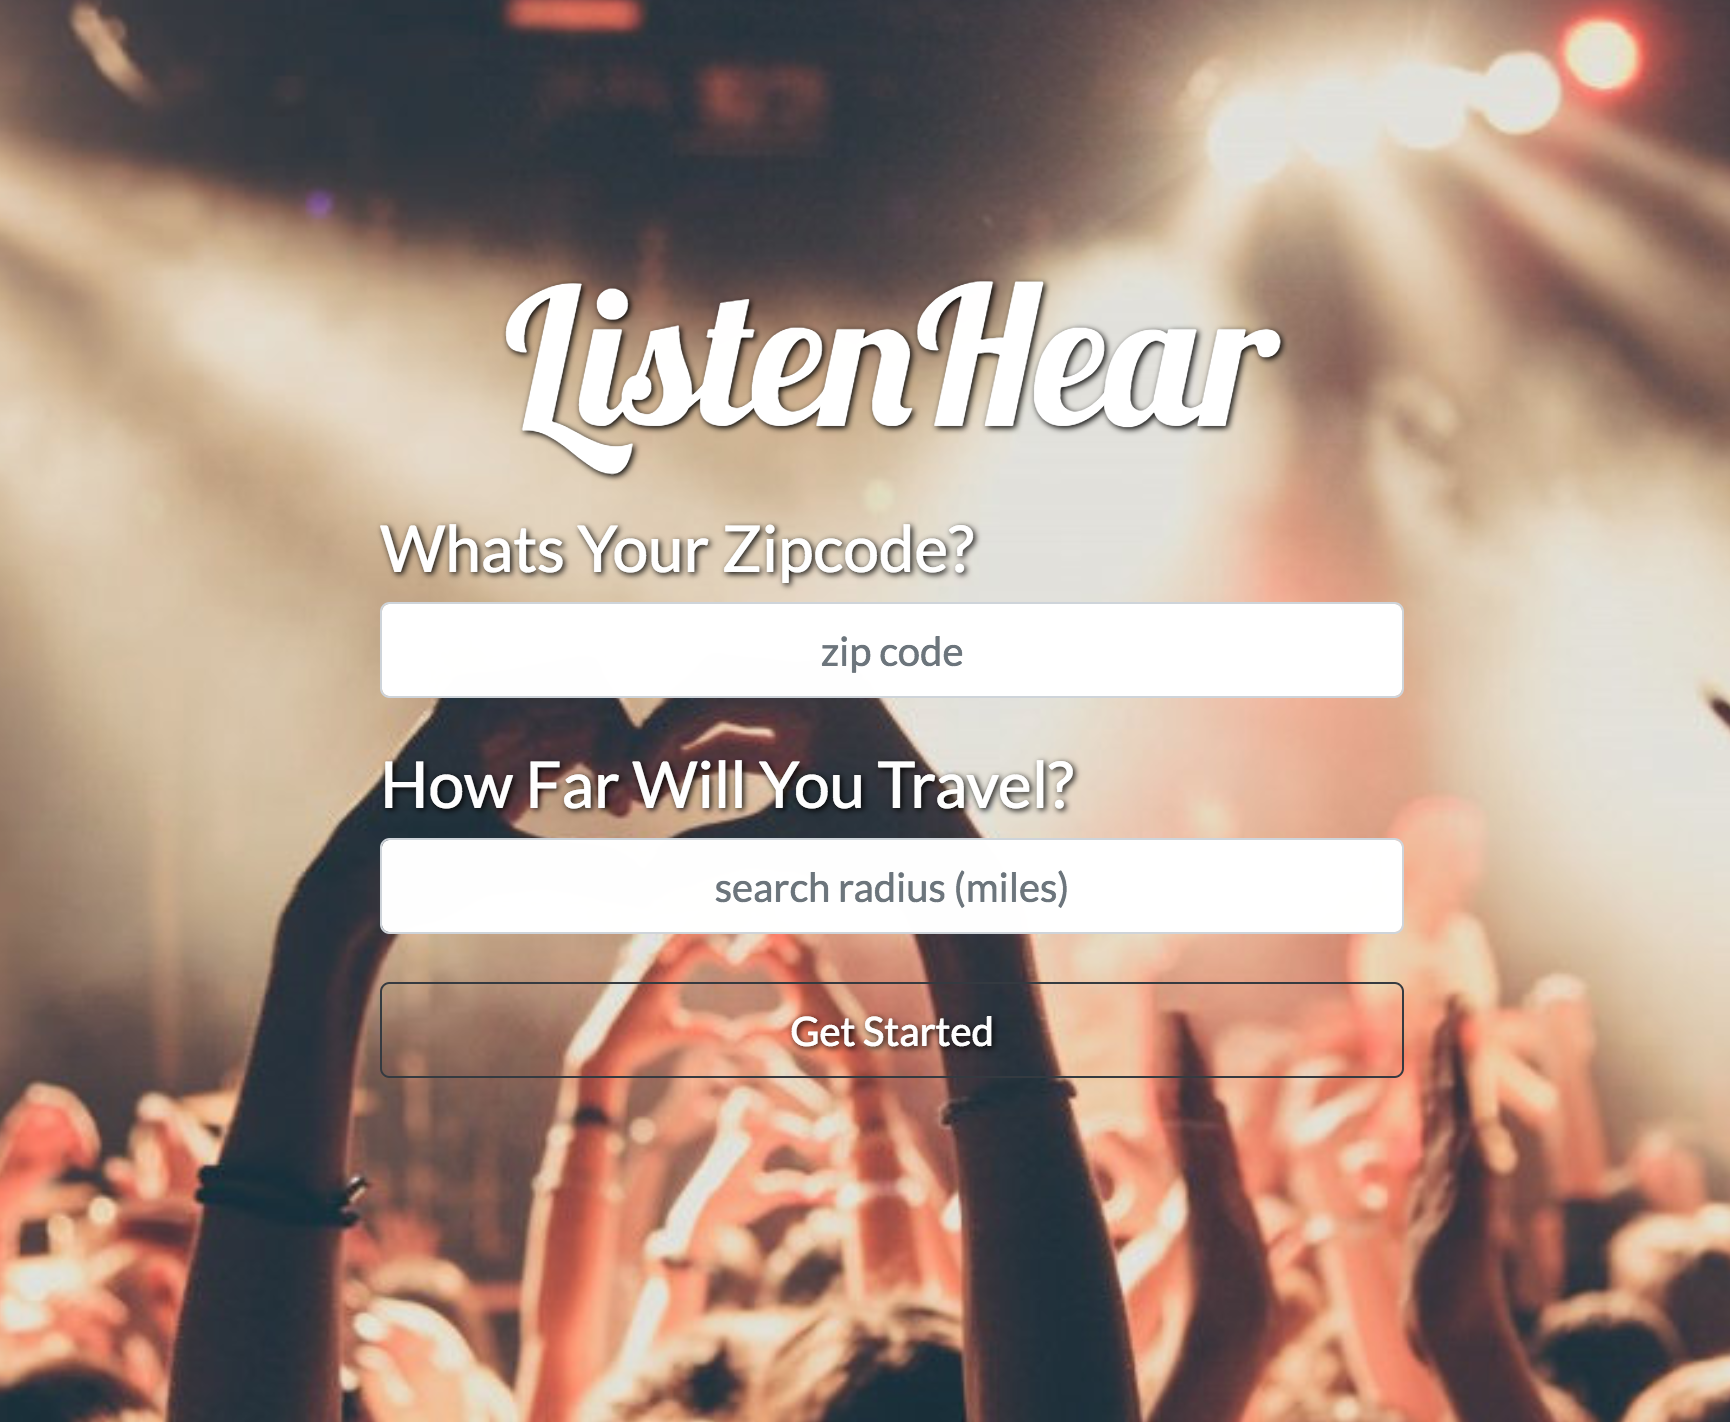 ListenHear
Whats Your Zipcode?
zip code
How Far Will You Travel?
search radius (miles)
Get Started